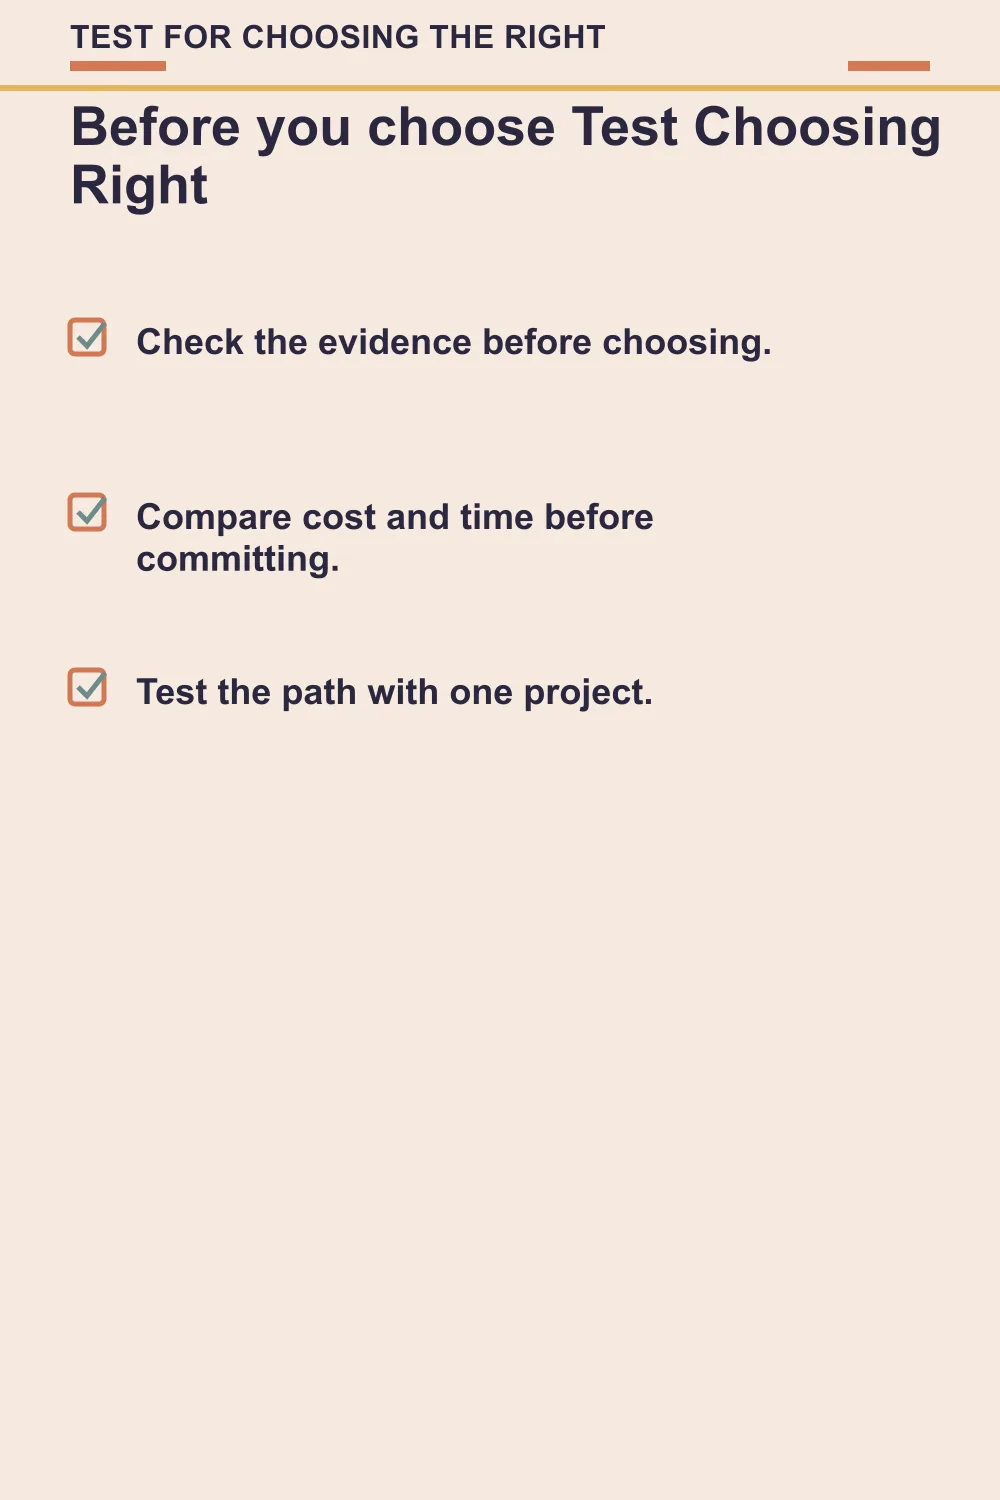 TEST FOR CHOOSING THE RIGHT
Before you choose Test Choosing
Right
Check the evidence before choosing.
Compare cost and time before
committing.
Test the path with one project.